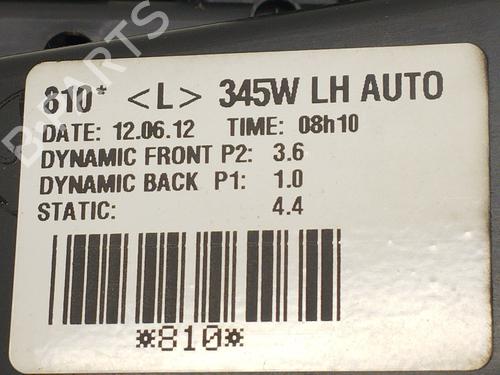 B-PARTS
810* <L> 345W LH AUTO
DATE: 12.06.12 TIME: 08h10
DYNAMIC FRONT P2: 3.6
DYNAMIC BACK P1: 1.0
STATIC: 4.4
*810*